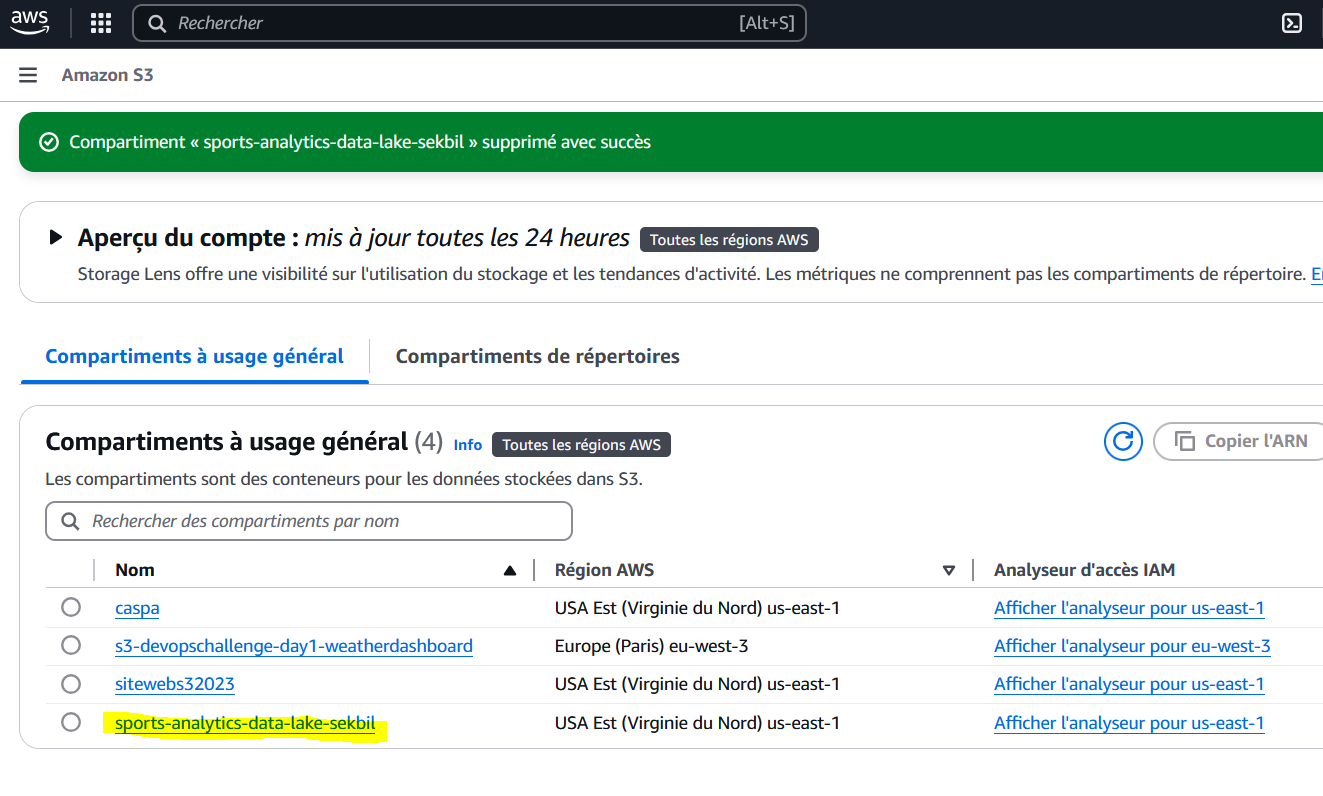 aws
Rechercher [Alt+S]
Amazon S3
Compartiment « sports-analytics-data-lake-sekbil » supprimé avec succès
Aperçu du compte : mis à jour toutes les 24 heures Toutes les régions AWS
Storage Lens offre une visibilité sur l'utilisation du stockage et les tendances d'activité. Les métriques ne comprennent pas les compartiments de répertoire.
Compartiments à usage général Compartiments de répertoires
Compartiments à usage général (4) Info Toutes les régions AWS
Copier l'ARN
Les compartiments sont des conteneurs pour les données stockées dans S3.
Rechercher des compartiments par nom
Nom Région AWS Analyseur d'accès IAM
caspa USA Est (Virginie du Nord) us-east-1 Afficher l'analyseur pour us-east-1
s3-devopschallenge-day1-weatherdashboard Europe (Paris) eu-west-3 Afficher l'analyseur pour eu-west-3
sitewebs32023 USA Est (Virginie du Nord) us-east-1 Afficher l'analyseur pour us-east-1
sports-analytics-data-lake-sekbil USA Est (Virginie du Nord) us-east-1 Afficher l'analyseur pour us-east-1